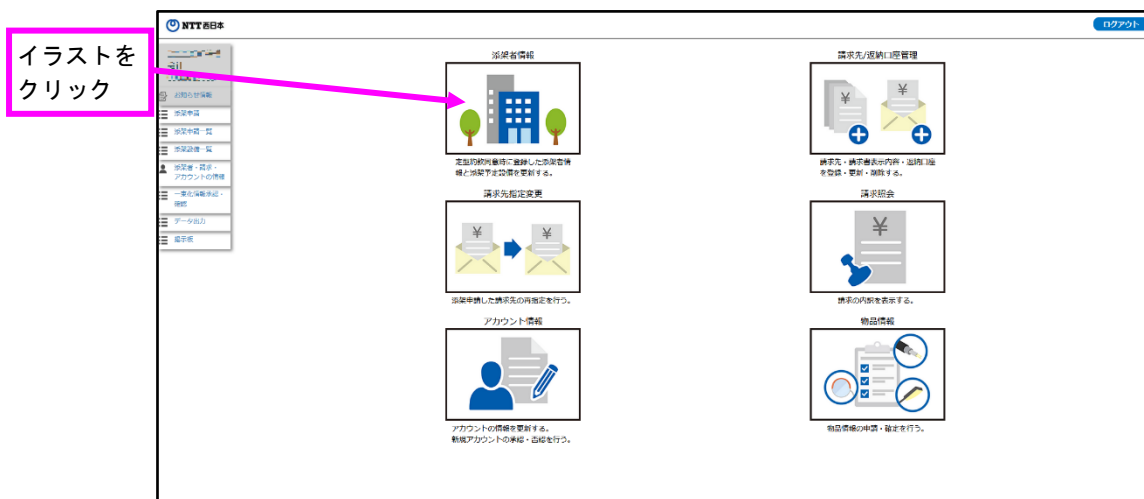 NTT西日本
ログアウト
イラストを
クリック
お知らせ情報
添架申請
添架申請一覧
添架設備一覧
添架者・請求・
アカウントの情報
一束化情報承認・
確認
データ出力
掲示板
添架者情報
定型約款同意時に登録した添架者情
報と添架予定設備を更新する。
請求先/返納口座管理
¥
¥
請求先・請求書表示内容・返納口座
を登録・更新・削除する。
請求先指定変更
¥
¥
添架申請した請求先の再指定を行う。
請求照会
¥
請求の内訳を表示する。
アカウント情報
アカウントの情報を更新する。
新規アカウントの承認・否認を行う。
物品情報
物品情報の申請・確定を行う。